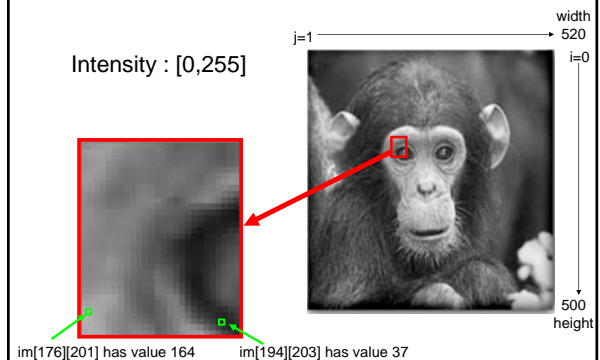 width
j=1
520
i=0
Intensity : [0,255]
500
height
im[176][201] has value 164
im[194][203] has value 37